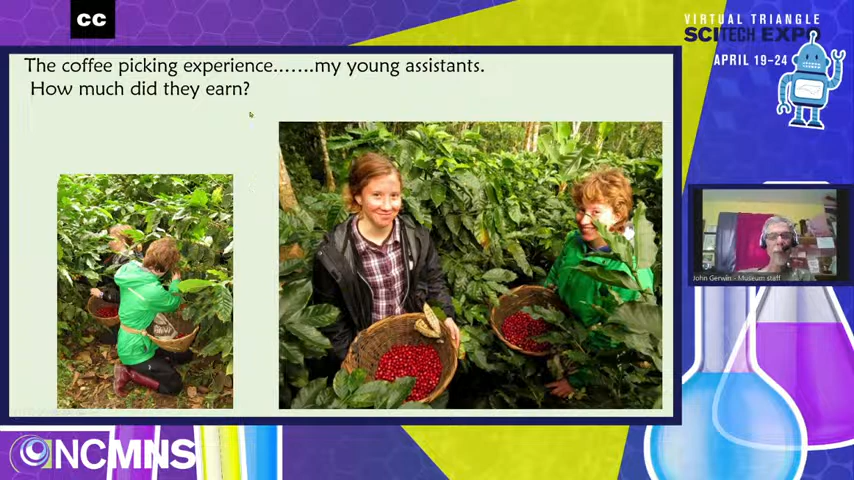 CC
VIRTUAL TRIANGLE
SCITECH EXPO
APRIL 19–24
The coffee picking experience.......my young assistants.
How much did they earn?
John Gerwin - Museum staff
NCMNS